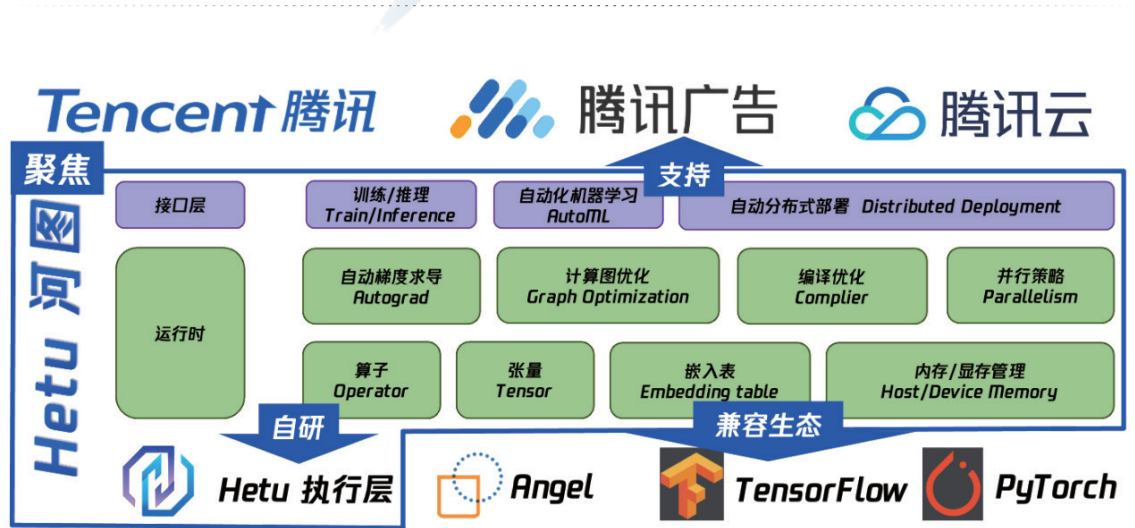 Tencent 腾讯
腾讯广告
腾讯云
聚焦
支持
Hetu 河图
接口层
训练/推理
Train/Inference
自动化机器学习
AutoML
自动分布式部署 Distributed Deployment
运行时
自动梯度求导
Autograd
计算图优化
Graph Optimization
编译优化
Complier
并行策略
Parallelism
算子
Operator
张量
Tensor
嵌入表
Embedding table
内存/显存管理
Host/Device Memory
自研
兼容生态
Hetu 执行层
Angel
TensorFlow
PyTorch